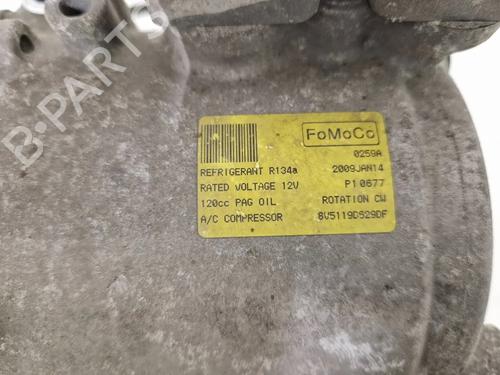 B-PARTS
FoMoCo
0259A
REFRIGERANT R134a 2009JAN14
RATED VOLTAGE 12V P10677
120cc PAG OIL ROTATION CW
A/C COMPRESSOR 8V5119D629DF